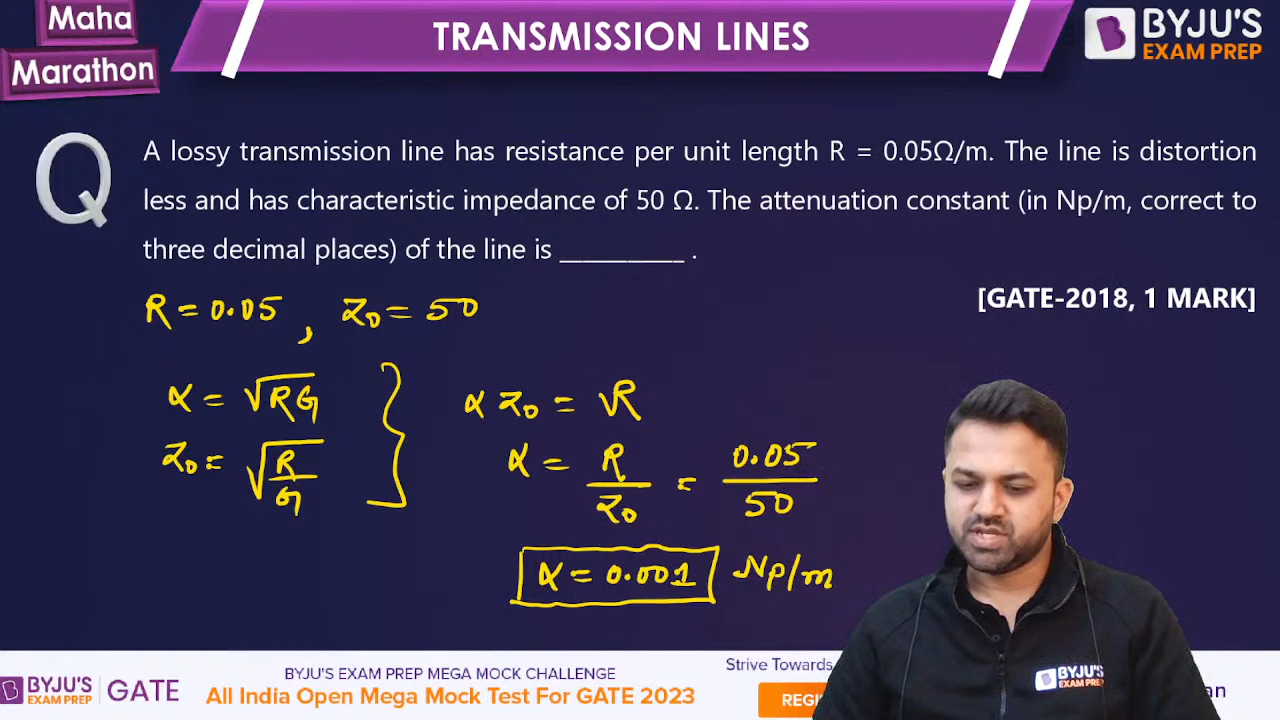 Maha
Marathon
TRANSMISSION LINES
BYJU'S
EXAM PREP
Q
A lossy transmission line has resistance per unit length R = 0.05Ω/m. The line is distortion
less and has characteristic impedance of 50 Ω. The attenuation constant (in Np/m, correct to
three decimal places) of the line is __________ .
[GATE-2018, 1 MARK]
R = 0.05 , Z₀ = 50
α = √RG
Z₀ = √R/G
α Z₀ = √R
α = R/Z₀ = 0.05/50
α = 0.001 Np/m
BYJU'S
EXAM PREP
BYJU'S
EXAM PREP
GATE
BYJU'S EXAM PREP MEGA MOCK CHALLENGE
All India Open Mega Mock Test For GATE 2023
Strive Towards